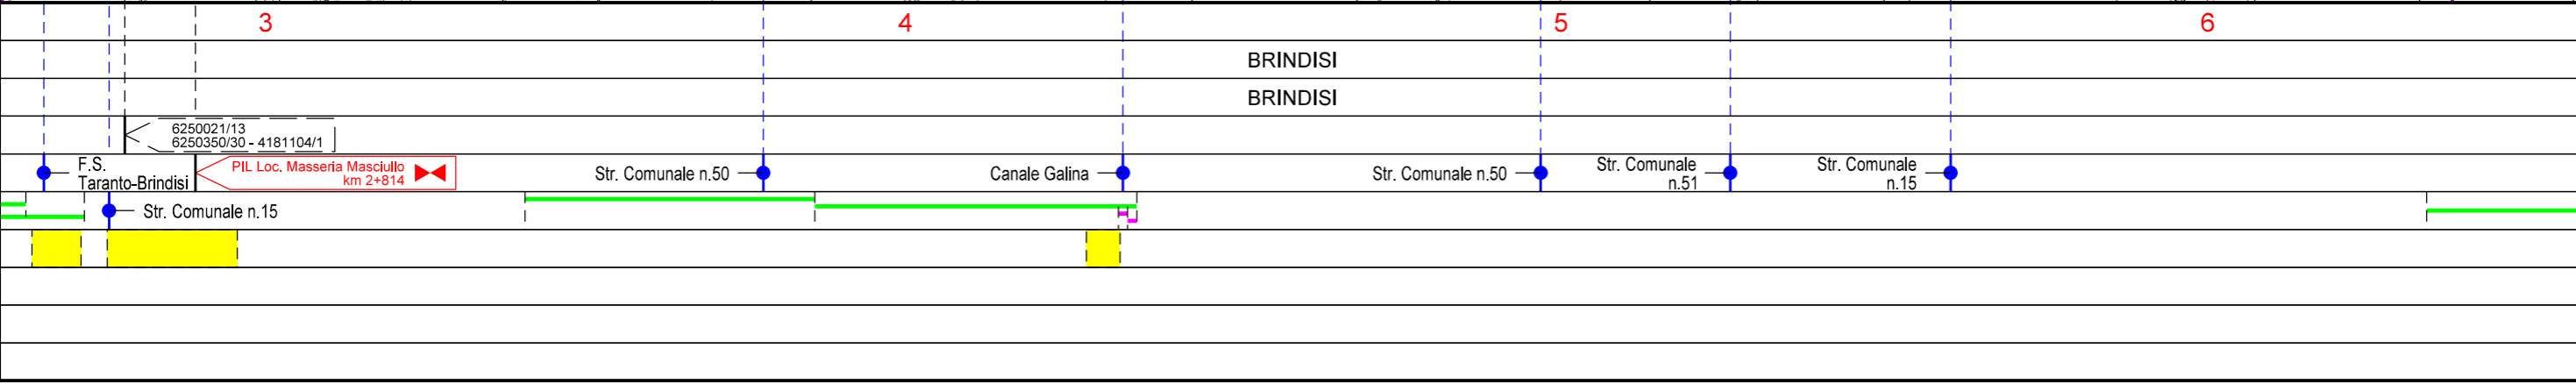 3 4 5 6
BRINDISI
BRINDISI
6250021/13
6250350/30 - 4181104/1
F.S.
Taranto-Brindisi
PIL Loc. Masseria Masciullo
km 2+814
Str. Comunale n.50
Canale Galina
Str. Comunale n.50
Str. Comunale
n.51
Str. Comunale
n.15
Str. Comunale n.15